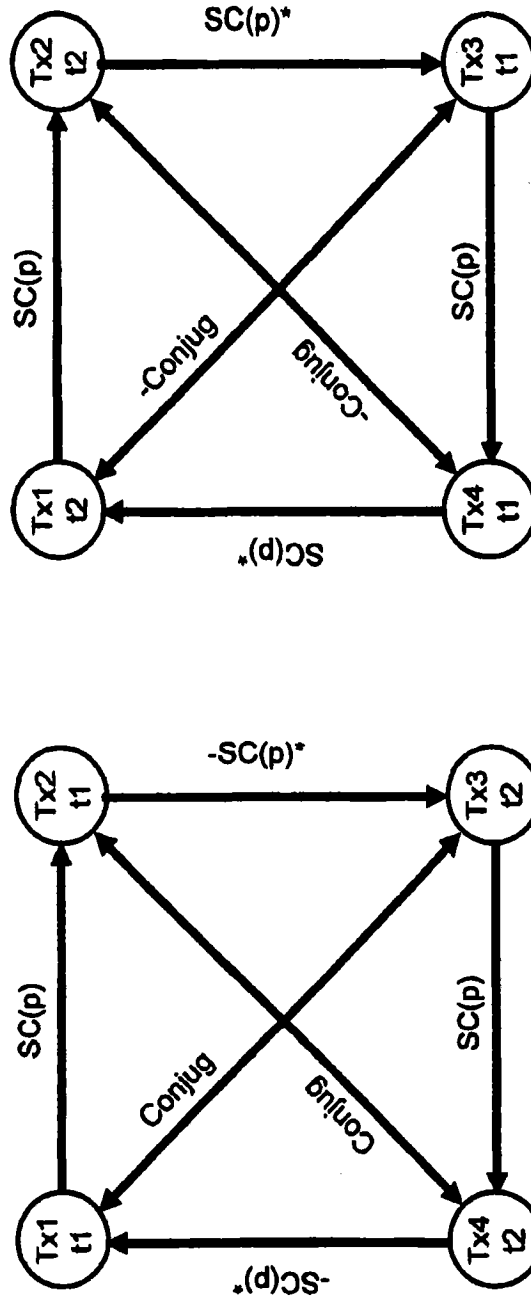 SC(p)
Tx1
t1
Tx2
t1
Conjug
-SC(p)*
-SC(p)*
Conjug
Tx4
t2
SC(p)
Tx3
t2
SC(p)
Tx1
t2
Tx2
t2
-Conjug
SC(p)*
SC(p)*
-Conjug
Tx4
t1
SC(p)
Tx3
t1